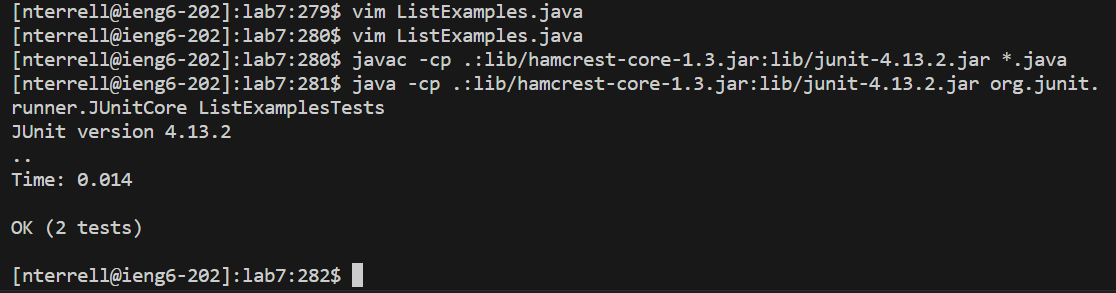 [nterrell@ieng6-202]:lab7:279$ vim ListExamples.java
[nterrell@ieng6-202]:lab7:280$ vim ListExamples.java
[nterrell@ieng6-202]:lab7:280$ javac -cp .:lib/hamcrest-core-1.3.jar:lib/junit-4.13.2.jar *.java
[nterrell@ieng6-202]:lab7:281$ java -cp .:lib/hamcrest-core-1.3.jar:lib/junit-4.13.2.jar org.junit.
runner.JUnitCore ListExamplesTests
JUnit version 4.13.2
..
Time: 0.014
OK (2 tests)
[nterrell@ieng6-202]:lab7:282$